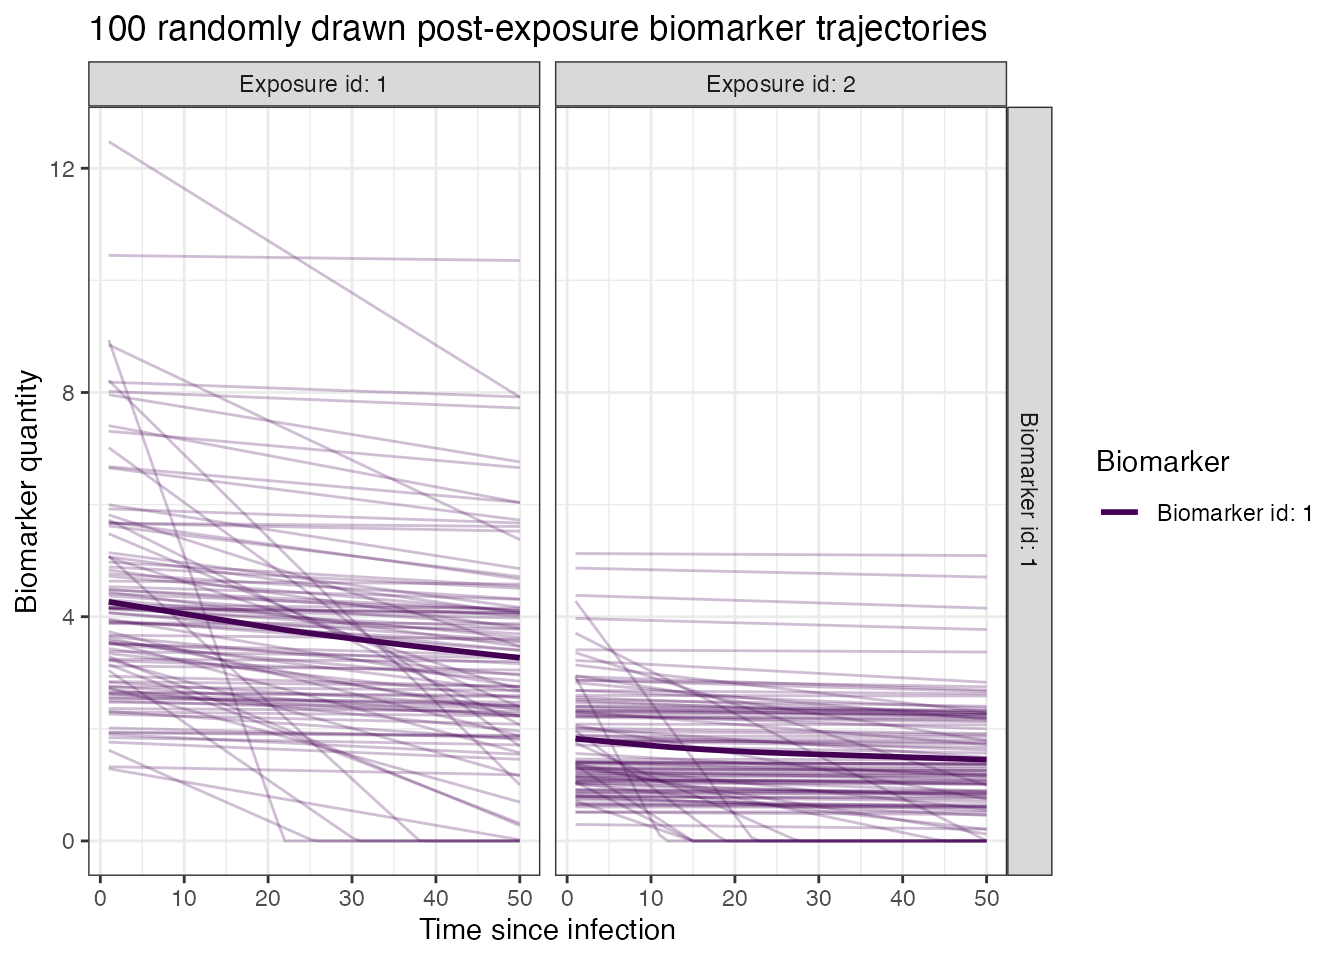 100 randomly drawn post-exposure biomarker trajectories
Exposure id: 1
Exposure id: 2
12
8
4
0
Biomarker quantity
Biomarker id: 1
Biomarker
Biomarker id: 1
0 10 20 30 40 50
0 10 20 30 40 50
Time since infection